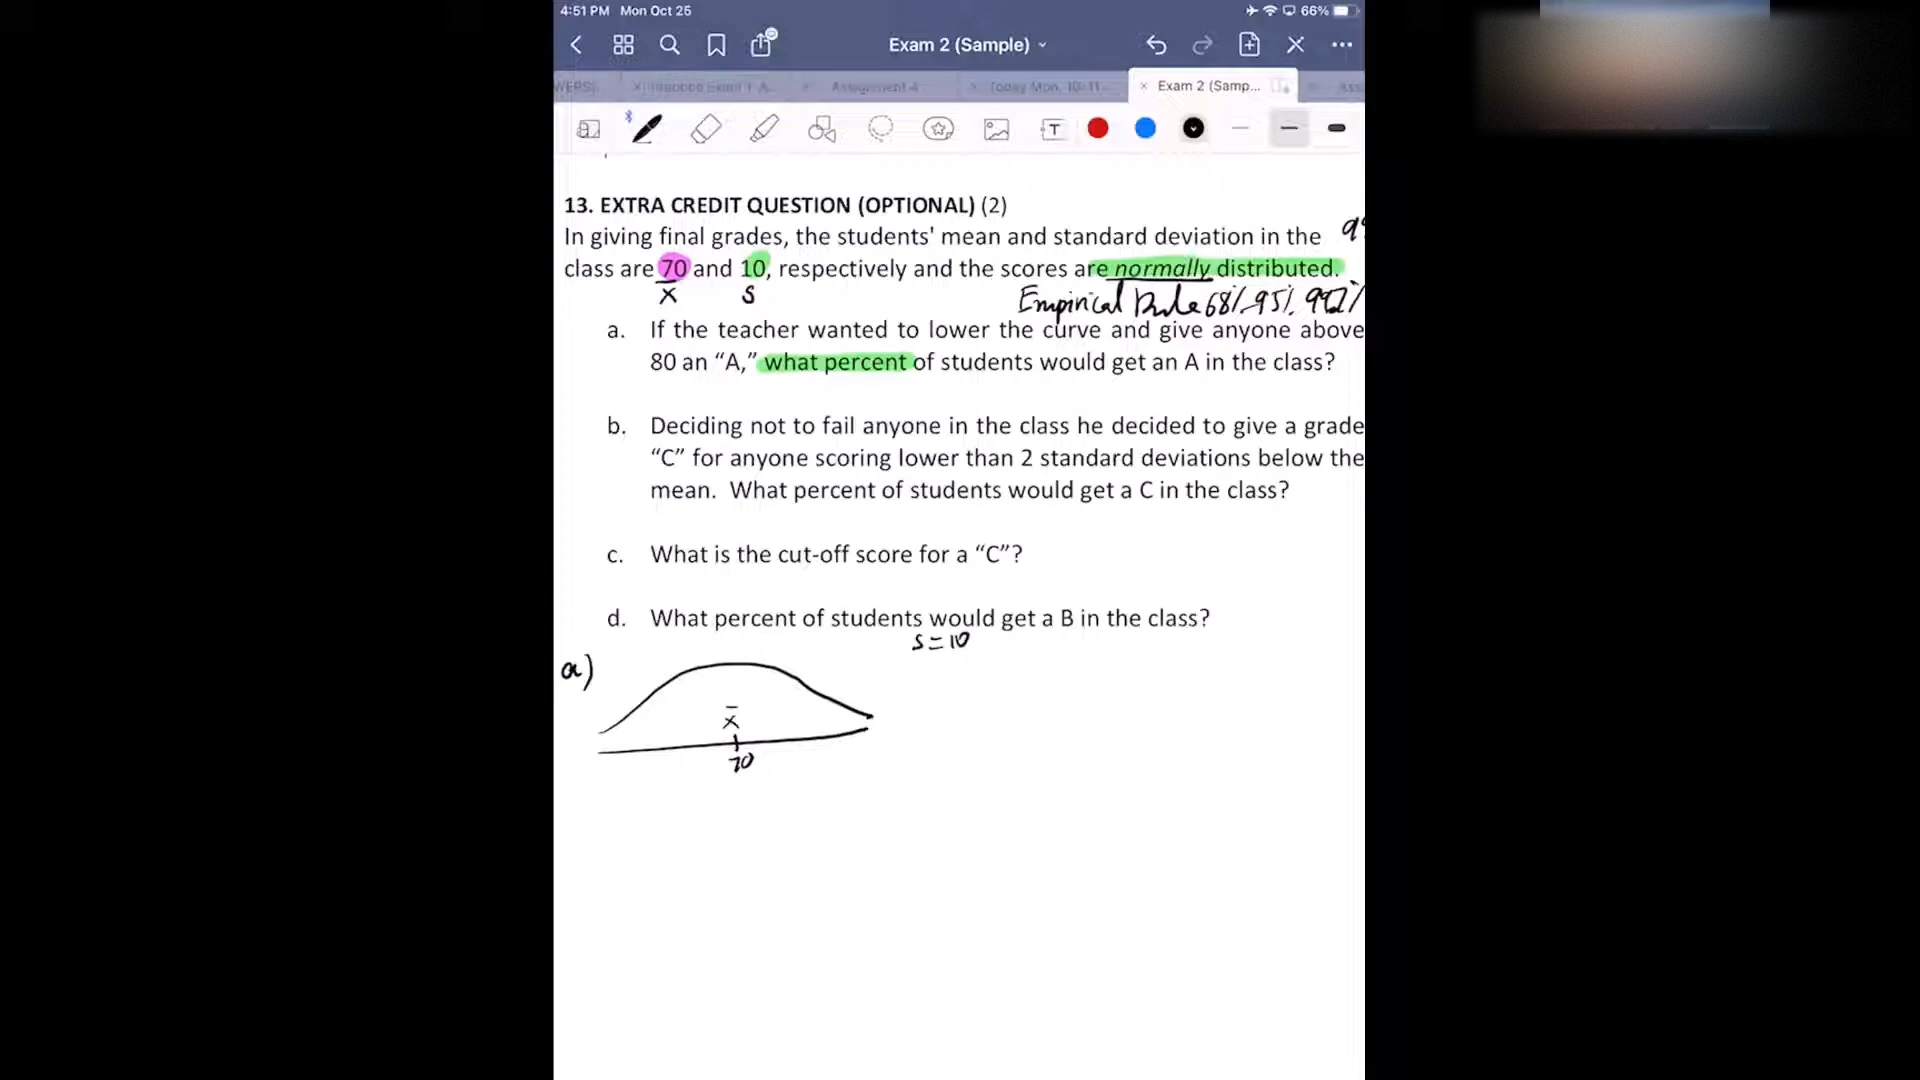 4:51 PM Mon Oct 25
66%
Exam 2 (Sample)
Assignment 4
Today Mon, 10-11...
Exam 2 (Samp...
T
13. EXTRA CREDIT QUESTION (OPTIONAL) (2)
In giving final grades, the students' mean and standard deviation in the
class are 70 and 10, respectively and the scores are normally distributed.
x̄ S
Empirical Rule 68% 95% 99.7%
a. If the teacher wanted to lower the curve and give anyone above
80 an “A,” what percent of students would get an A in the class?
b. Deciding not to fail anyone in the class he decided to give a grade
“C” for anyone scoring lower than 2 standard deviations below the
mean. What percent of students would get a C in the class?
c. What is the cut-off score for a “C”?
d. What percent of students would get a B in the class?
S = 10
a)
x̄
70